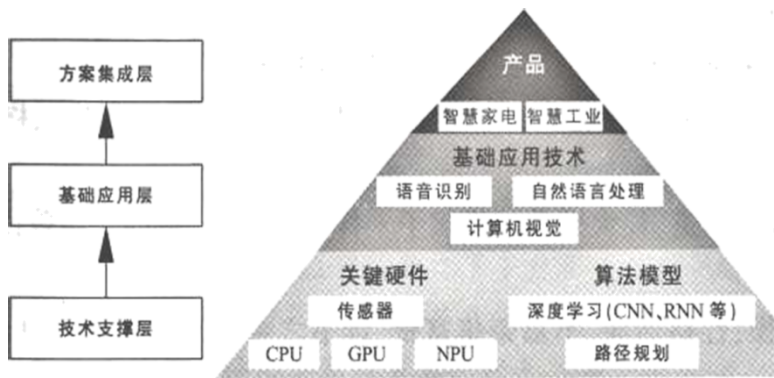 方案集成层
基础应用层
技术支撑层
产品
智慧家电 智慧工业
基础应用技术
语音识别 自然语言处理
计算机视觉
关键硬件 算法模型
传感器 深度学习(CNN、RNN 等)
CPU GPU NPU 路径规划